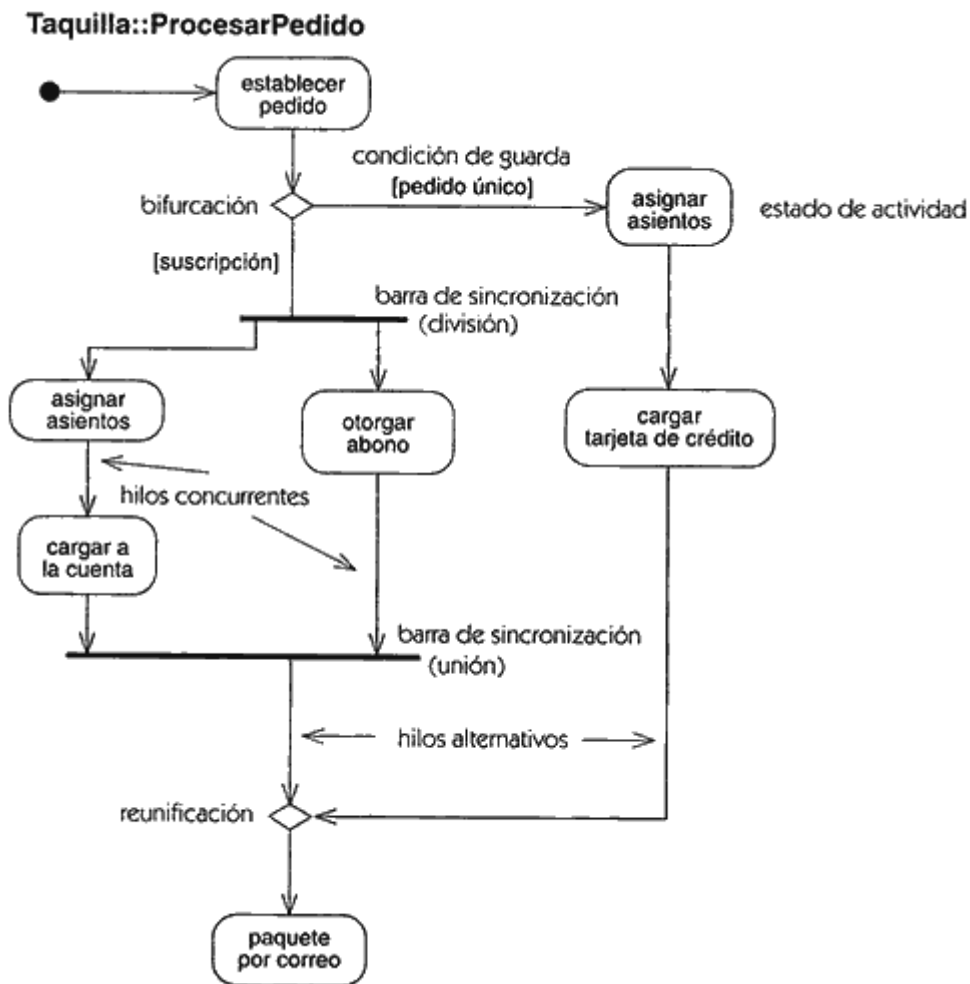 Taquilla::ProcesarPedido
establecer
pedido
condición de guarda
[pedido único]
bifurcación
asignar
asientos
estado de actividad
[suscripción]
barra de sincronización
(división)
asignar
asientos
otorgar
abono
cargar
tarjeta de crédito
hilos concurrentes
cargar a
la cuenta
barra de sincronización
(unión)
hilos alternativos
reunificación
paquete
por correo